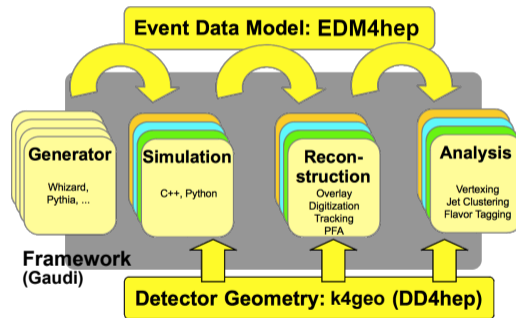 Event Data Model: EDM4hep
Generator
Whizard,
Pythia, ...
Simulation
C++, Python
Recon-
struction
Overlay
Digitization
Tracking
PFA
Analysis
Vertexing
Jet Clustering
Flavor Tagging
Framework
(Gaudi)
Detector Geometry: k4geo (DD4hep)